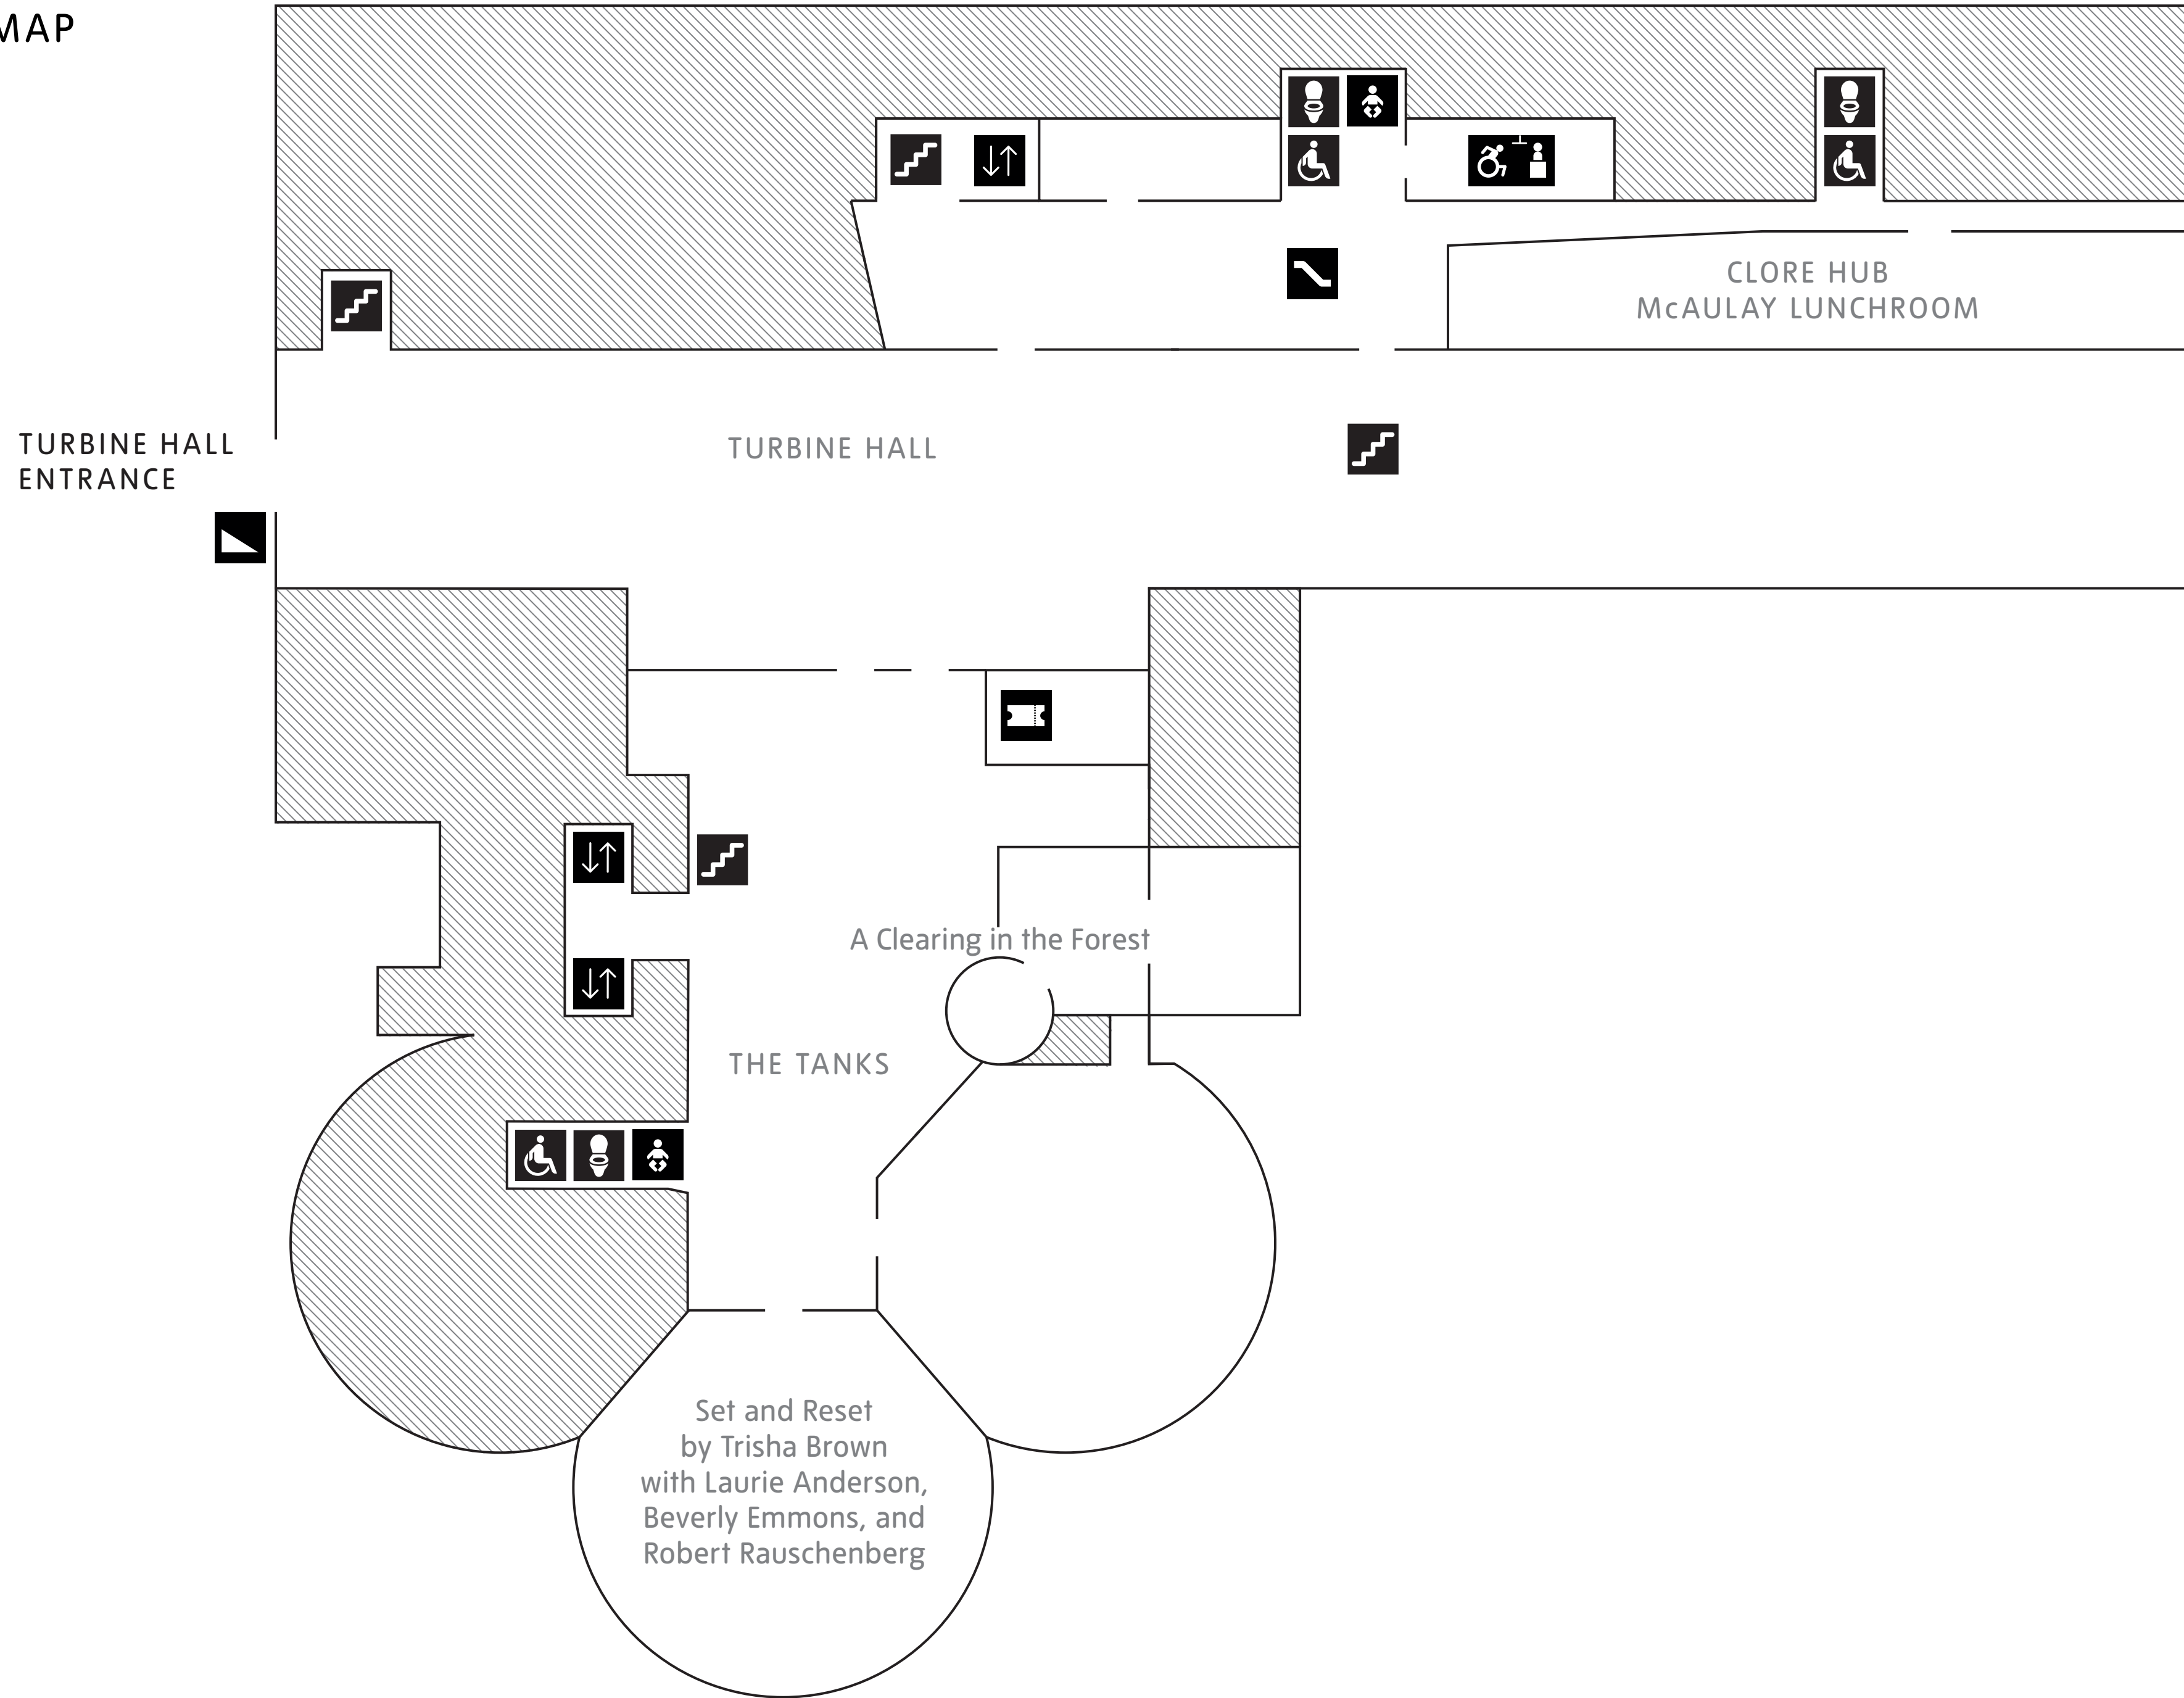 MAP
CLORE HUB
McAULAY LUNCHROOM
TURBINE HALL
ENTRANCE
TURBINE HALL
A Clearing in the Forest
THE TANKS
Set and Reset
by Trisha Brown
with Laurie Anderson,
Beverly Emmons, and
Robert Rauschenberg